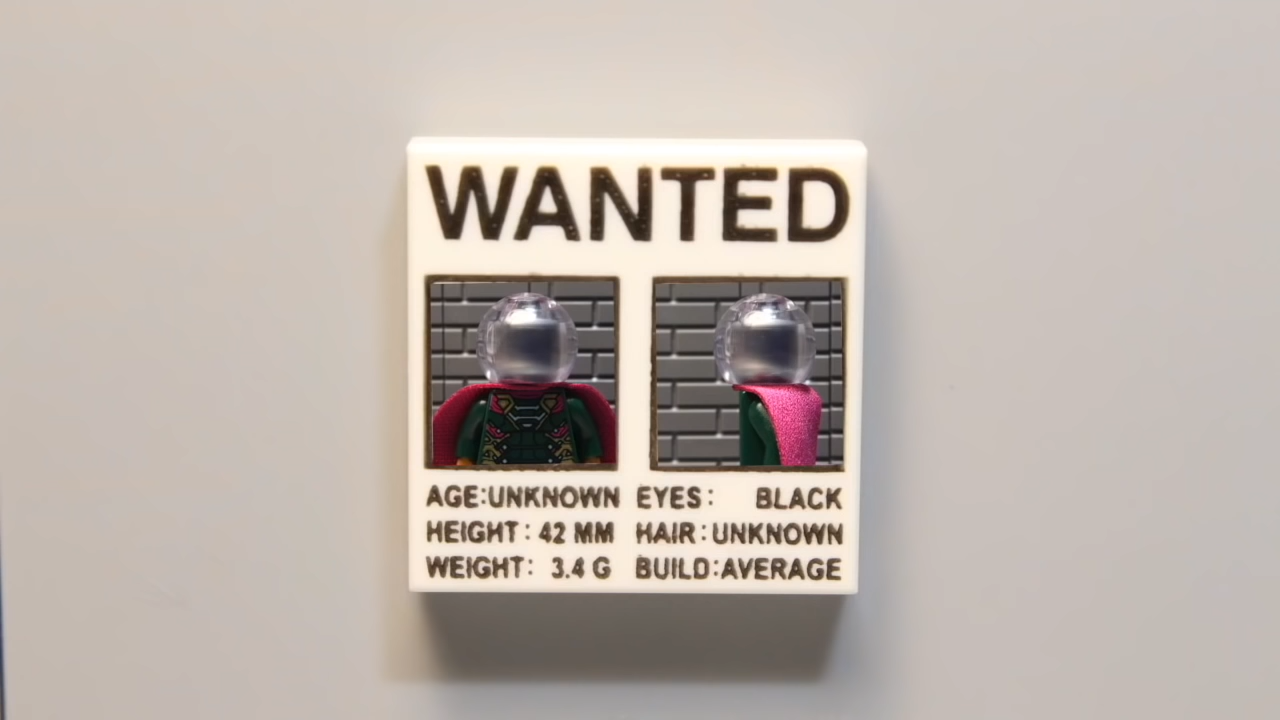 WANTED
AGE:UNKNOWN EYES: BLACK
HEIGHT: 42 MM HAIR:UNKNOWN
WEIGHT: 3.4 G BUILD:AVERAGE